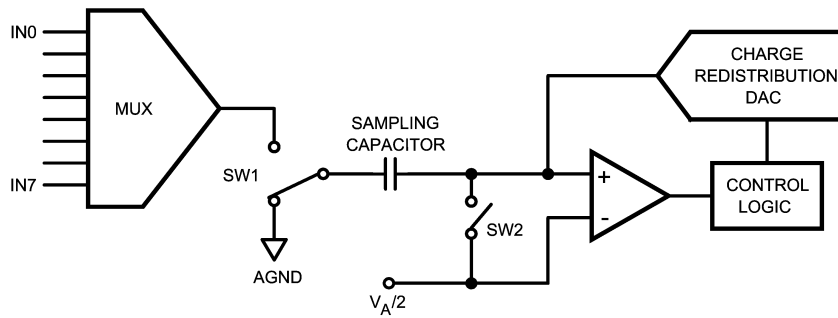 IN0
MUX
IN7
SW1
AGND
SAMPLING
CAPACITOR
SW2
V_A/2
+
-
CHARGE
REDISTRIBUTION
DAC
CONTROL
LOGIC